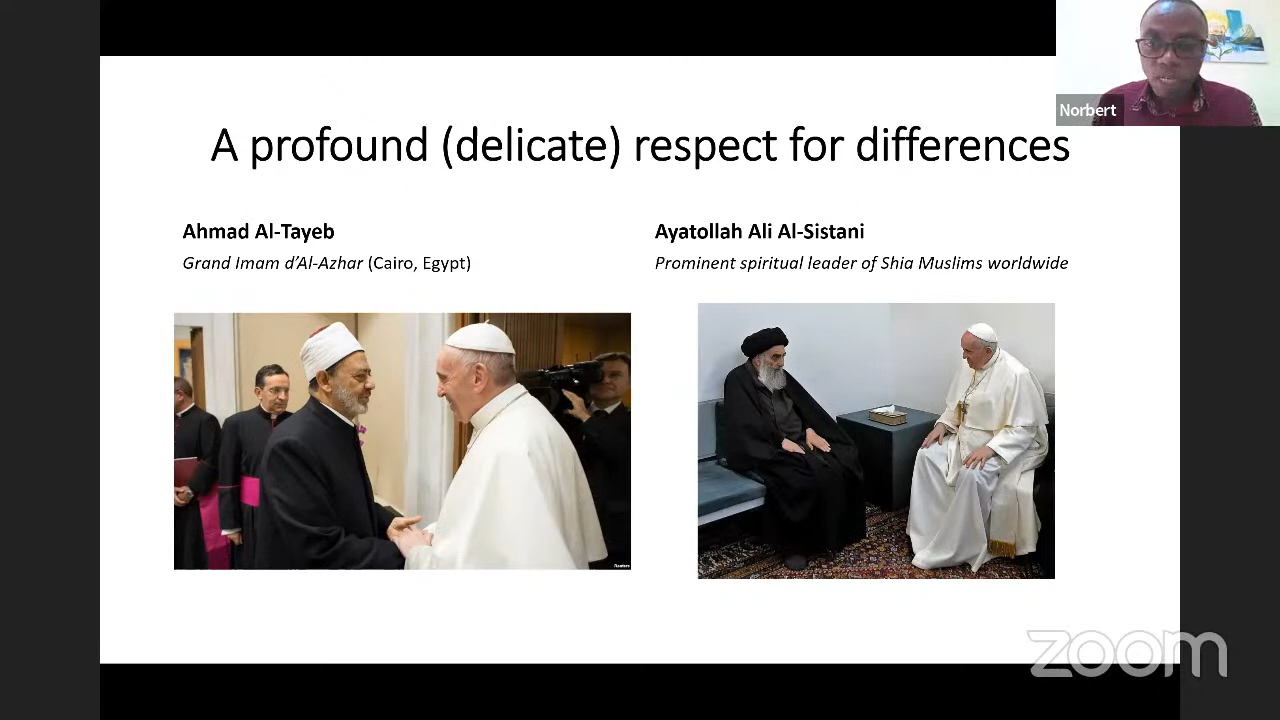 Norbert
A profound (delicate) respect for differences
Ahmad Al-Tayeb
Grand Imam d'Al-Azhar (Cairo, Egypt)
Ayatollah Ali Al-Sistani
Prominent spiritual leader of Shia Muslims worldwide
Reuters
zoom